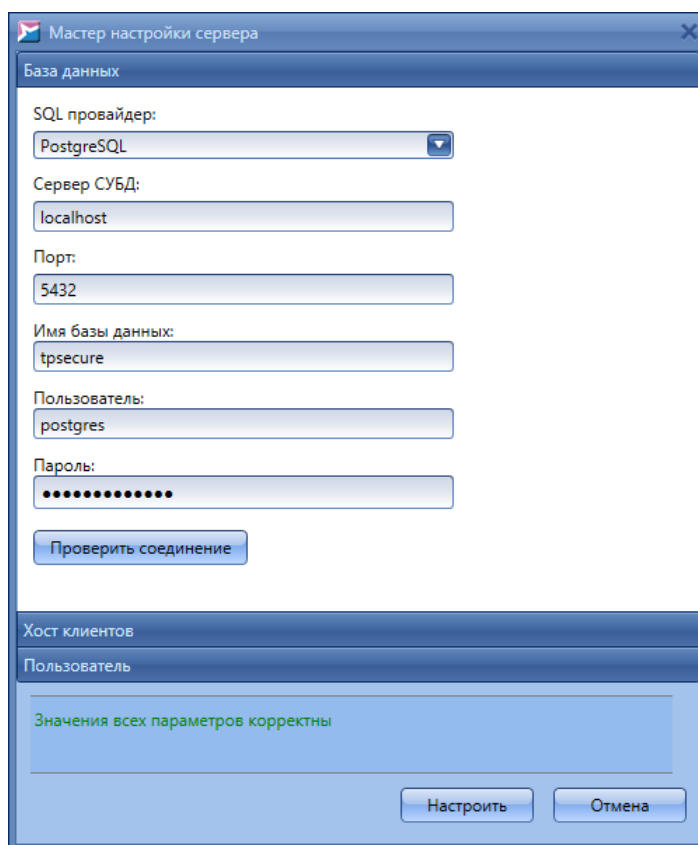 Мастер настройки сервера
База данных
SQL провайдер:
PostgreSQL
Сервер СУБД:
localhost
Порт:
5432
Имя базы данных:
tpsecure
Пользователь:
postgres
Пароль:
•••••••••••••
Проверить соединение
Хост клиентов
Пользователь
Значения всех параметров корректны
Настроить Отмена